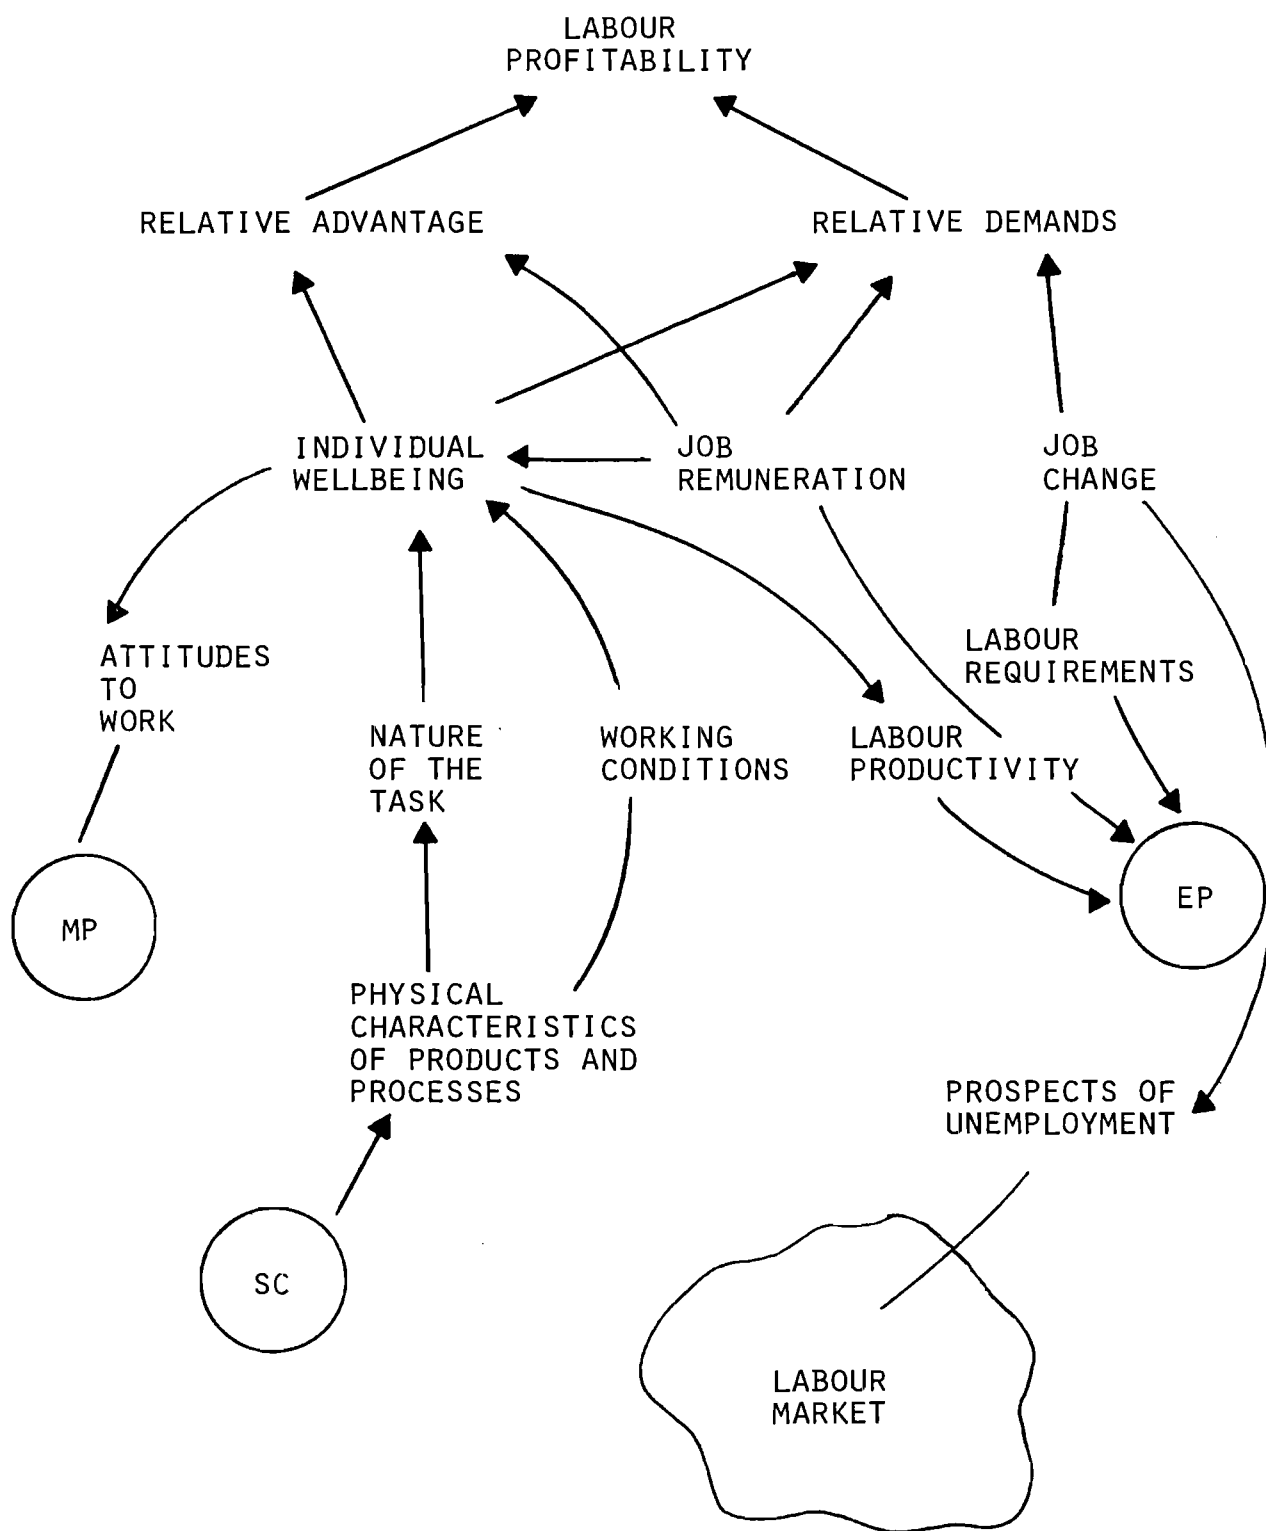 LABOUR
PROFITABILITY
RELATIVE ADVANTAGE
RELATIVE DEMANDS
INDIVIDUAL
WELLBEING
JOB
REMUNERATION
JOB
CHANGE
ATTITUDES
TO
WORK
NATURE
OF THE
TASK
WORKING
CONDITIONS
LABOUR
PRODUCTIVITY
LABOUR
REQUIREMENTS
MP
EP
PHYSICAL
CHARACTERISTICS
OF PRODUCTS AND
PROCESSES
PROSPECTS OF
UNEMPLOYMENT
SC
LABOUR
MARKET